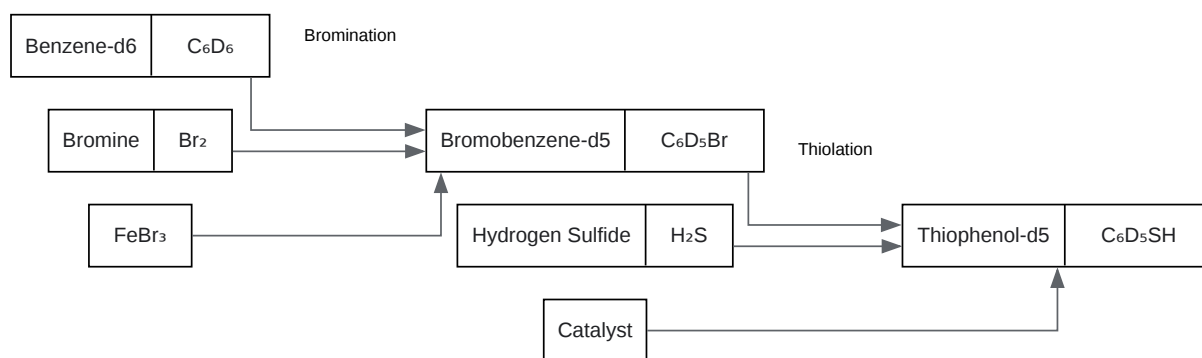 Benzene-d6 C₆D₆
Bromination
Bromine Br₂
Bromobenzene-d5 C₆D₅Br
Thiolation
FeBr₃
Hydrogen Sulfide H₂S
Thiophenol-d5 C₆D₅SH
Catalyst